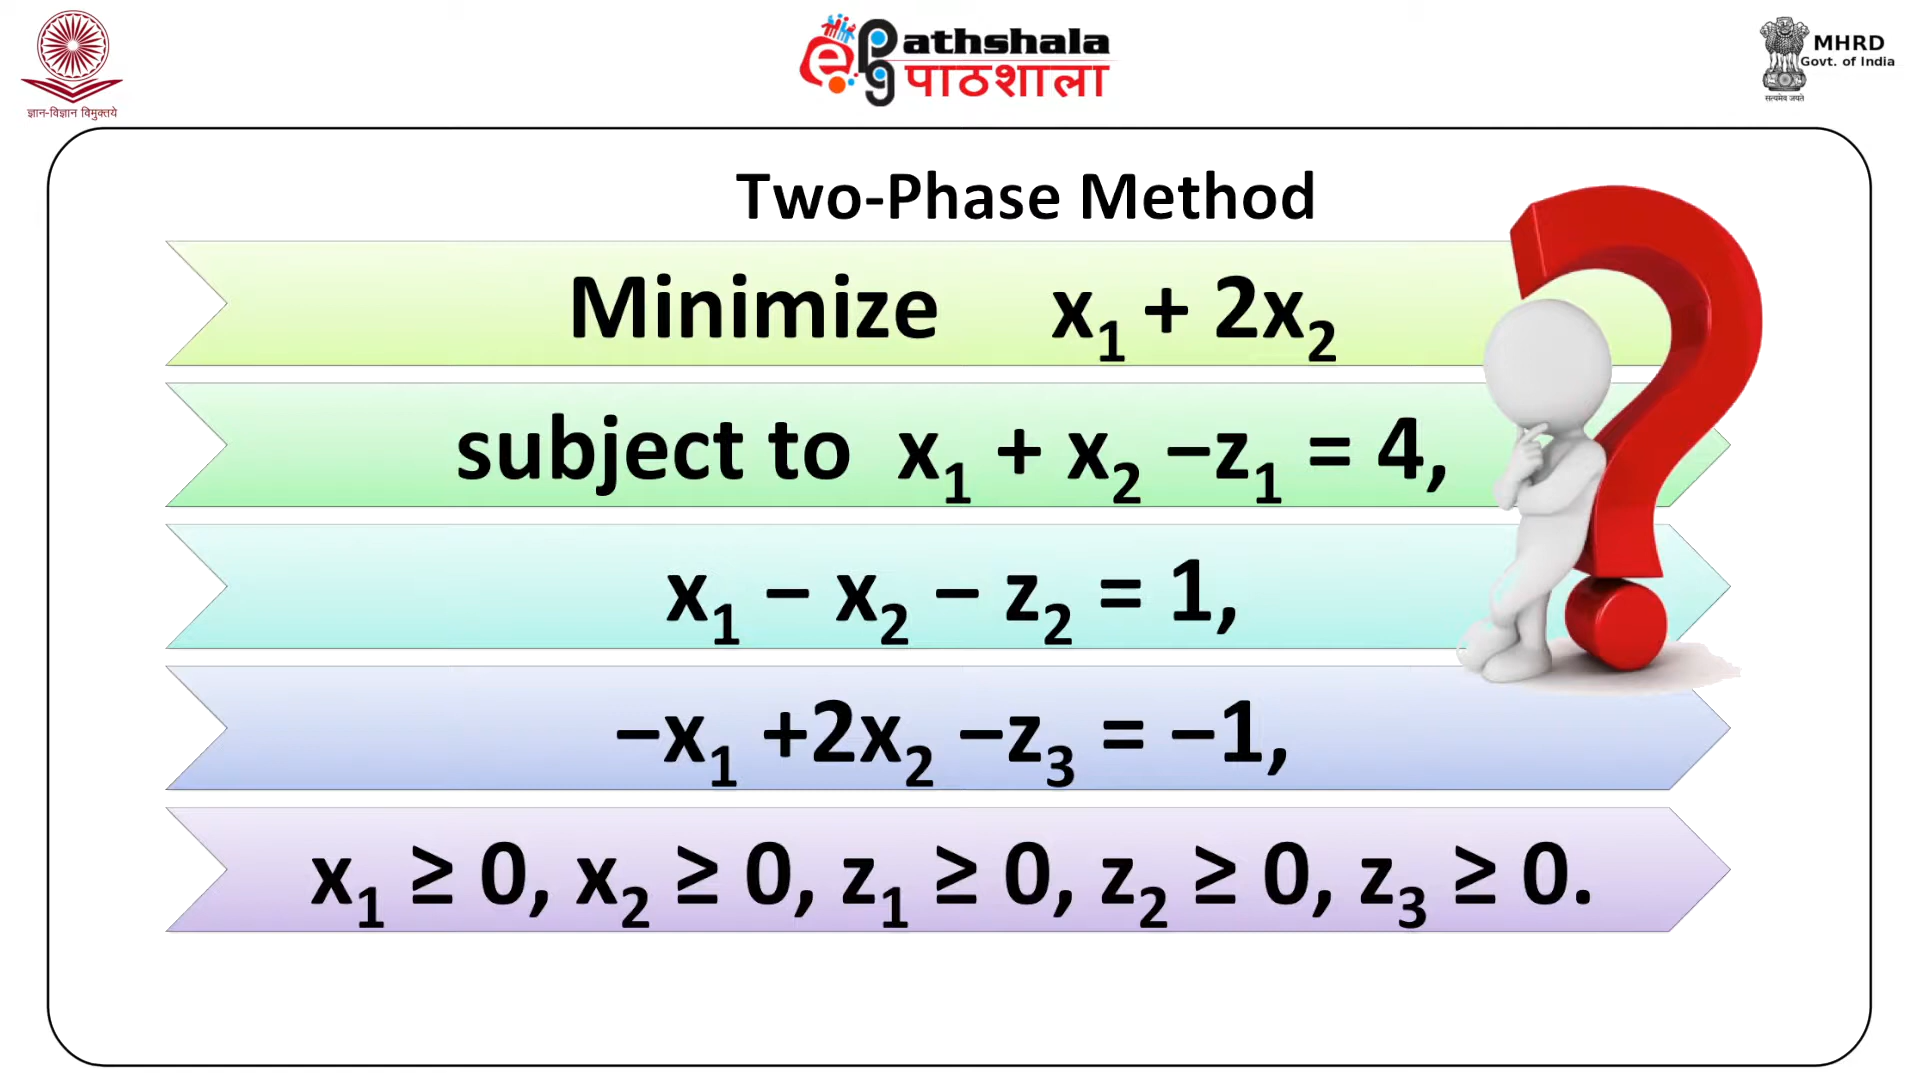 ज्ञान-विज्ञान विमुक्तये
ePgPathshala
पाठशाला
MHRD
Govt. of India
सत्यमेव जयते
Two-Phase Method
Minimize x₁ + 2x₂
subject to x₁ + x₂ −z₁ = 4,
x₁ − x₂ − z₂ = 1,
−x₁ +2x₂ −z₃ = −1,
x₁ ≥ 0, x₂ ≥ 0, z₁ ≥ 0, z₂ ≥ 0, z₃ ≥ 0.